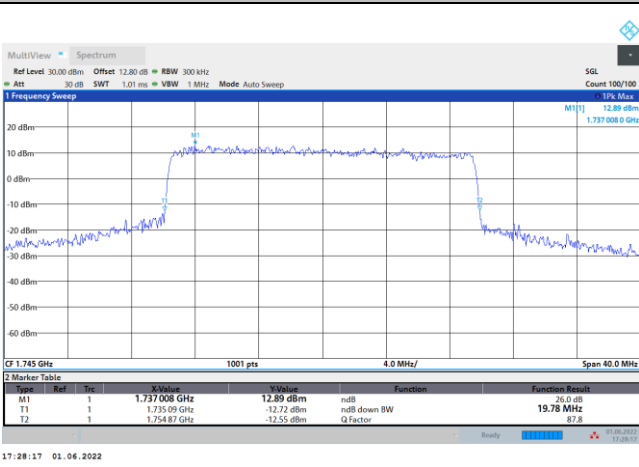 MultiView Spectrum
Ref Level 30.00 dBm Offset 12.80 dB RBW 300 kHz SGL
Att 30 dB SWT 1.01 ms VBW 1 MHz Mode Auto Sweep Count 100/100
1 Frequency Sweep 1Pk Max
M1[1] 12.89 dBm
1.737 008 0 GHz
20 dBm
M1
10 dBm
0 dBm
-10 dBm
T1 T2
-20 dBm
-30 dBm
-40 dBm
-50 dBm
-60 dBm
CF 1.745 GHz 1001 pts 4.0 MHz/ Span 40.0 MHz
2 Marker Table
Type Ref Trc X-Value Y-Value Function Function Result
M1 1 1.737 008 GHz 12.89 dBm ndB 26.0 dB
T1 1 1.735 09 GHz -12.72 dBm ndB down BW 19.78 MHz
T2 1 1.754 87 GHz -12.55 dBm Q Factor 87.8
Ready 01.06.2022
17:28:17
17:28:17 01.06.2022